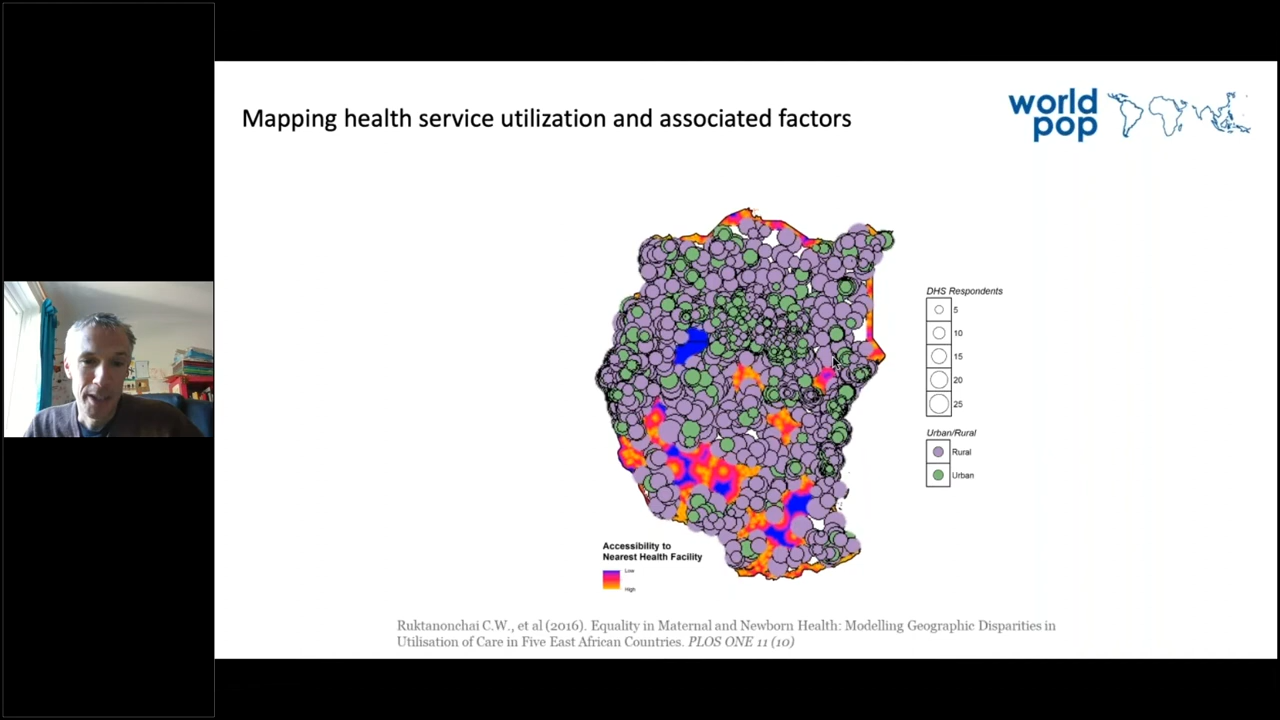 Mapping health service utilization and associated factors
world
pop
DHS Respondents
5
10
15
20
25
Urban/Rural
Rural
Urban
Accessibility to
Nearest Health Facility
Low
High
Ruktanonchai C.W., et al (2016). Equality in Maternal and Newborn Health: Modelling Geographic Disparities in
Utilisation of Care in Five East African Countries. PLOS ONE 11 (10)